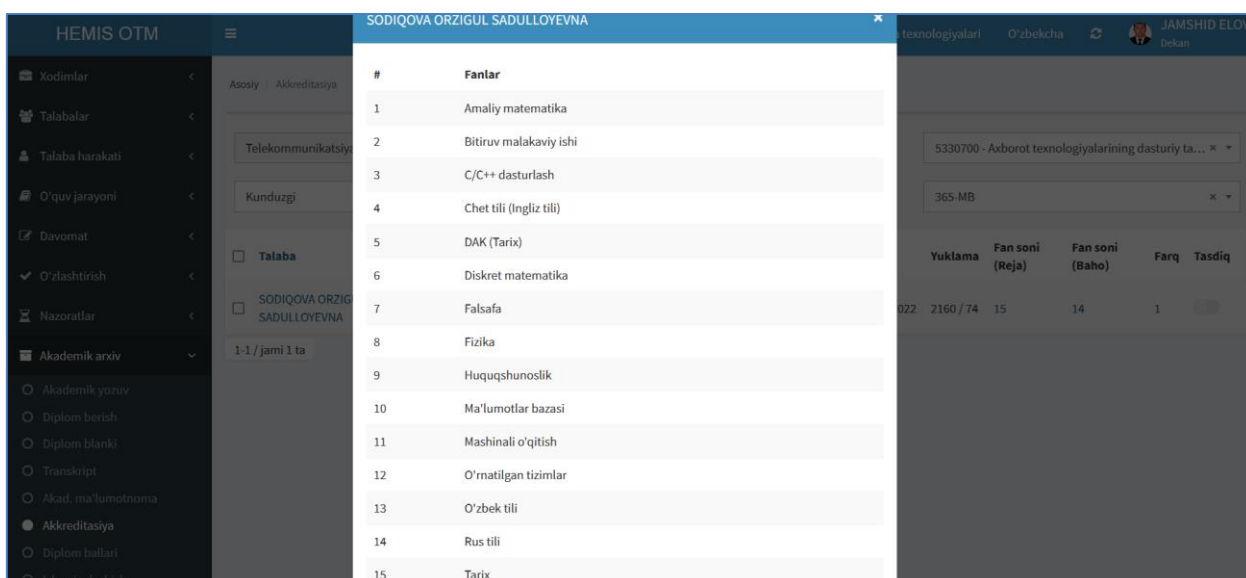 HEMIS OTM
SODIQOVA ORZIGUL SADULLOYEVNA ×
texnologiyalari O'zbekcha JAMSHID ELOV
Dekan
Xodimlar
Talabalar
Talaba harakati
O'quv jarayoni
Davomat
O'zlashtirish
Nazoratlar
Akademik arxiv
Akademik yozuv
Diplom berish
Diplom blanki
Transkript
Akad. ma'lumotnoma
Akkreditasiya
Diplom ballari
Asosiy / Akkreditasiya
Telekommunikatsiya
5330700 - Axborot texnologiyalarining dasturiy ta... ×
Kunduzgi
365-MB ×
Talaba
Yuklama Fan soni (Reja) Fan soni (Baho) Farq Tasdiq
SODIQOVA ORZIG
SADULLOYEVNA
022 2160 / 74 15 14 1
1-1 / jami 1 ta
# Fanlar
1 Amaliy matematika
2 Bitiruv malakaviy ishi
3 C/C++ dasturlash
4 Chet tili (Ingliz tili)
5 DAK (Tarix)
6 Diskret matematika
7 Falsafa
8 Fizika
9 Huquqshunoslik
10 Ma'lumotlar bazasi
11 Mashinali o'qitish
12 O'rnatilgan tizimlar
13 O'zbek tili
14 Rus tili
15 Tarix